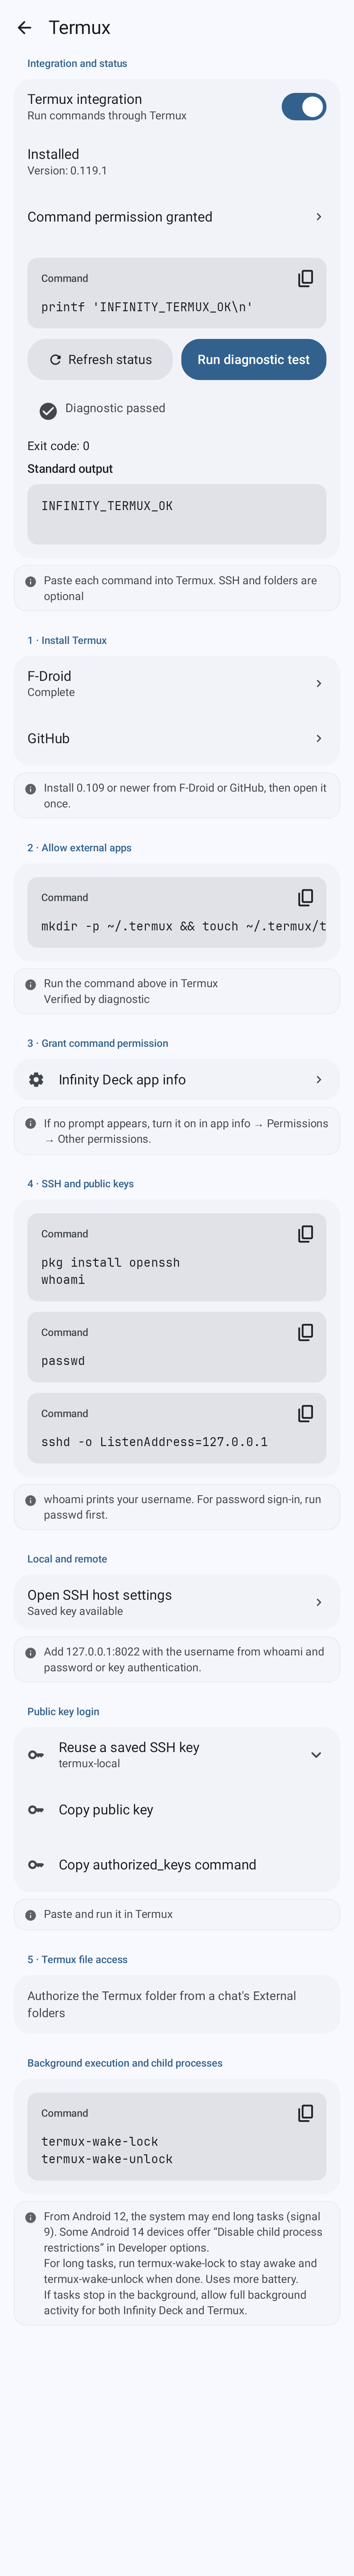 Termux
Integration and status
Termux integration
Run commands through Termux
Installed
Version: 0.119.1
Command permission granted
Command
printf 'INFINITY_TERMUX_OK\n'
Refresh status
Run diagnostic test
Diagnostic passed
Exit code: 0
Standard output
INFINITY_TERMUX_OK
Paste each command into Termux. SSH and folders are
optional
1 · Install Termux
F-Droid
Complete
GitHub
Install 0.109 or newer from F-Droid or GitHub, then open it
once.
2 · Allow external apps
Command
mkdir -p ~/.termux && touch ~/.termux/t
Run the command above in Termux
Verified by diagnostic
3 · Grant command permission
Infinity Deck app info
If no prompt appears, turn it on in app info → Permissions
→ Other permissions.
4 · SSH and public keys
Command
pkg install openssh
whoami
Command
passwd
Command
sshd -o ListenAddress=127.0.0.1
whoami prints your username. For password sign-in, run
passwd first.
Local and remote
Open SSH host settings
Saved key available
Add 127.0.0.1:8022 with the username from whoami and
password or key authentication.
Public key login
Reuse a saved SSH key
termux-local
Copy public key
Copy authorized_keys command
Paste and run it in Termux
5 · Termux file access
Authorize the Termux folder from a chat's External
folders
Background execution and child processes
Command
termux-wake-lock
termux-wake-unlock
From Android 12, the system may end long tasks (signal
9). Some Android 14 devices offer “Disable child process
restrictions” in Developer options.
For long tasks, run termux-wake-lock to stay awake and
termux-wake-unlock when done. Uses more battery.
If tasks stop in the background, allow full background
activity for both Infinity Deck and Termux.